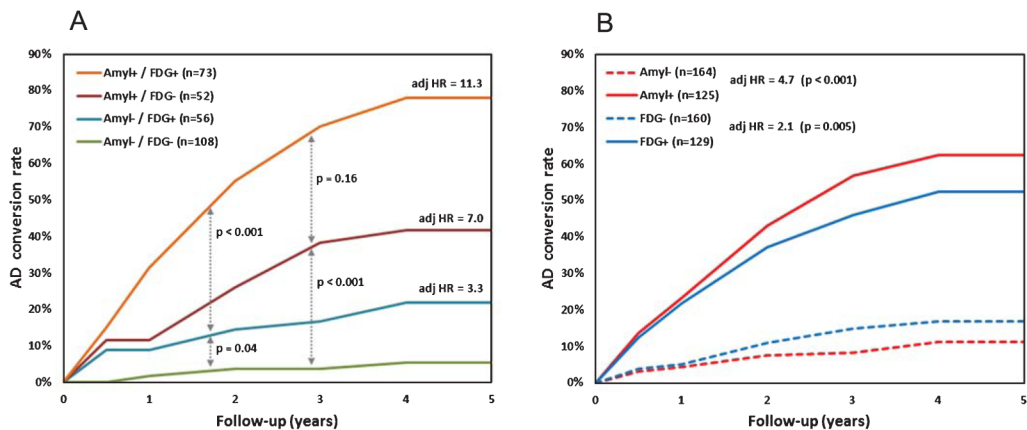 A
AD conversion rate
90%
80%
70%
60%
50%
40%
30%
20%
10%
0%
Amyl+ / FDG+ (n=73)
Amyl+ / FDG- (n=52)
Amyl- / FDG+ (n=56)
Amyl- / FDG- (n=108)
adj HR = 11.3
p = 0.16
p < 0.001
adj HR = 7.0
p < 0.001
adj HR = 3.3
p = 0.04
0 1 2 3 4 5
Follow-up (years)
B
AD conversion rate
90%
80%
70%
60%
50%
40%
30%
20%
10%
0%
Amyl- (n=164)
Amyl+ (n=125)
FDG- (n=160)
FDG+ (n=129)
adj HR = 4.7 (p < 0.001)
adj HR = 2.1 (p = 0.005)
0 1 2 3 4 5
Follow-up (years)